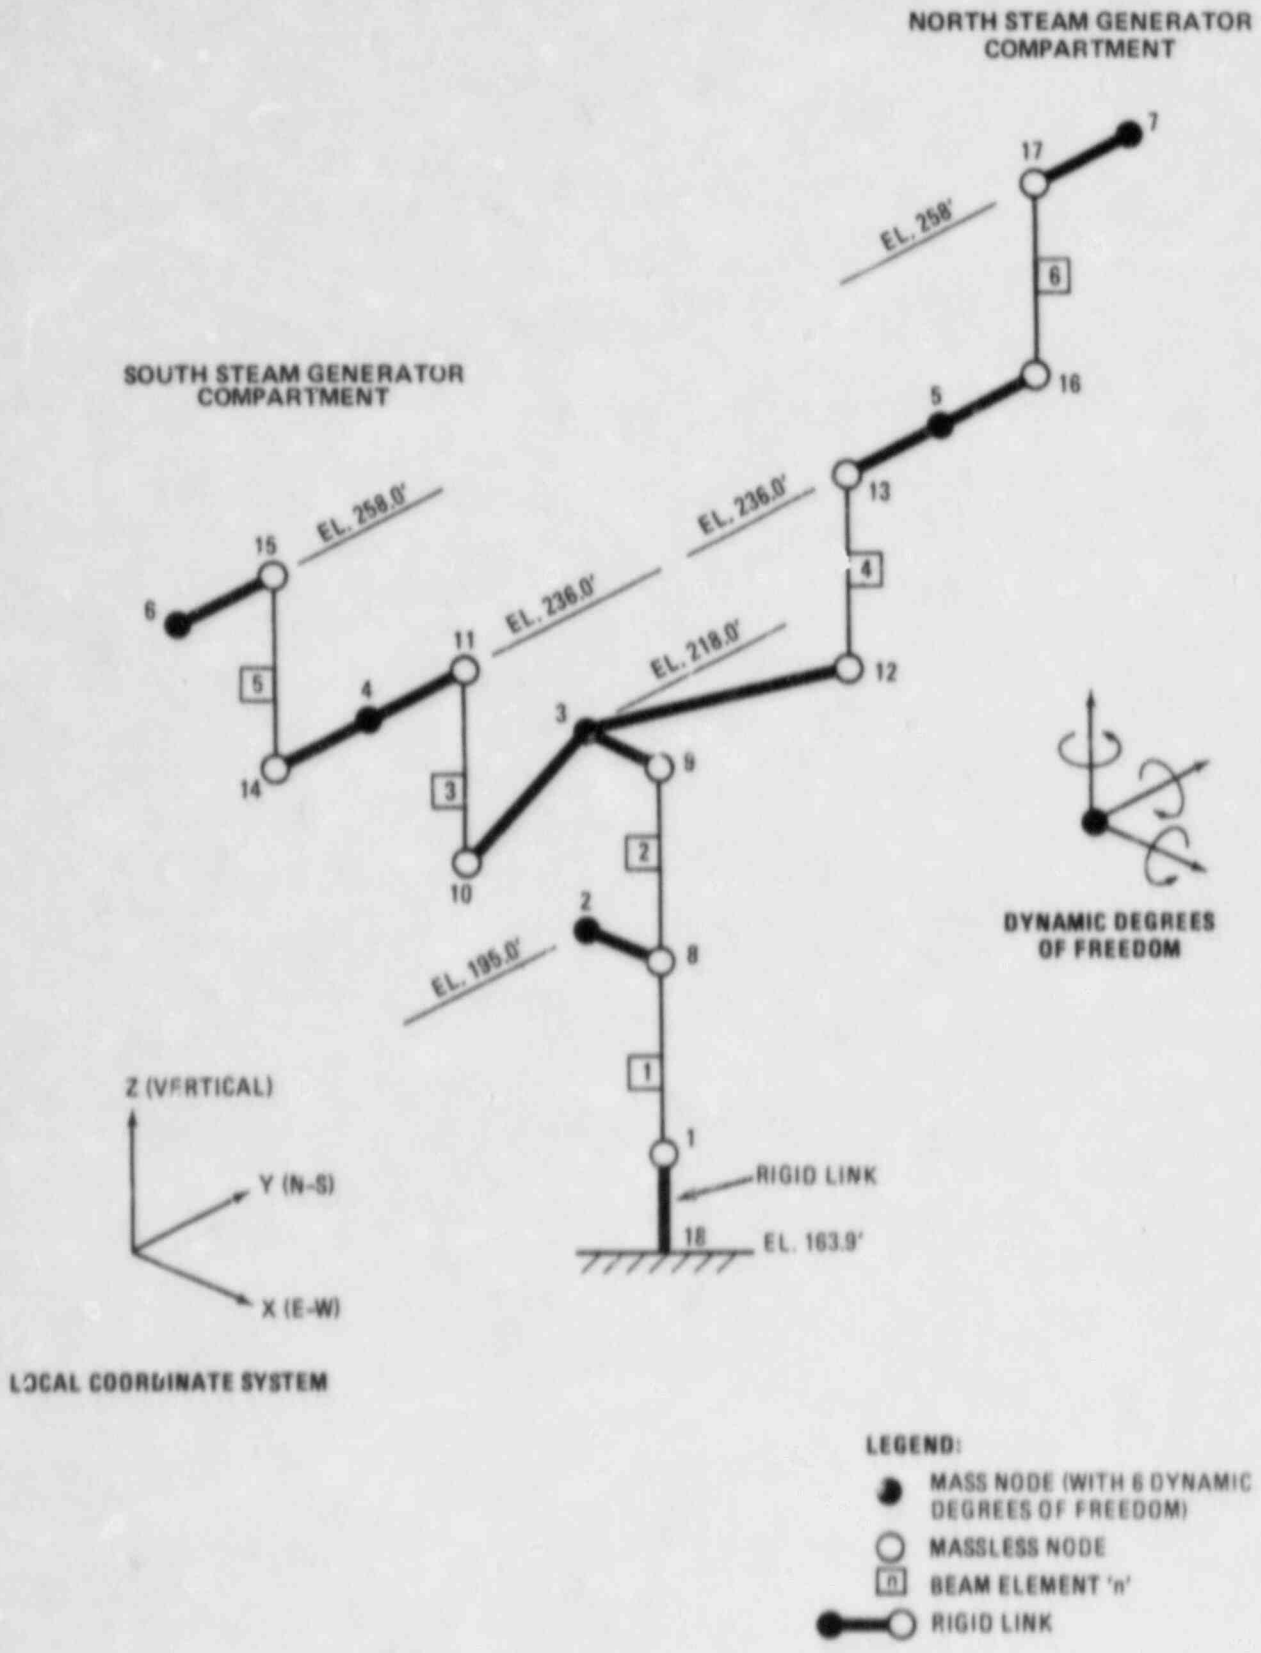 NORTH STEAM GENERATOR
COMPARTMENT
7
17
EL. 258'
6
SOUTH STEAM GENERATOR
COMPARTMENT
16
5
EL. 258.0'
EL. 236.0'
13
15
4
6
EL. 236.0'
11
EL. 218.0'
12
5
4
3
9
14
3
2
10
2
8
EL. 195.0'
DYNAMIC DEGREES
OF FREEDOM
1
Z (VERTICAL)
1
Y (N-S)
RIGID LINK
18
EL. 163.9'
X (E-W)
LOCAL COORDINATE SYSTEM
LEGEND:
MASS NODE (WITH 6 DYNAMIC
DEGREES OF FREEDOM)
MASSLESS NODE
n BEAM ELEMENT 'n'
RIGID LINK